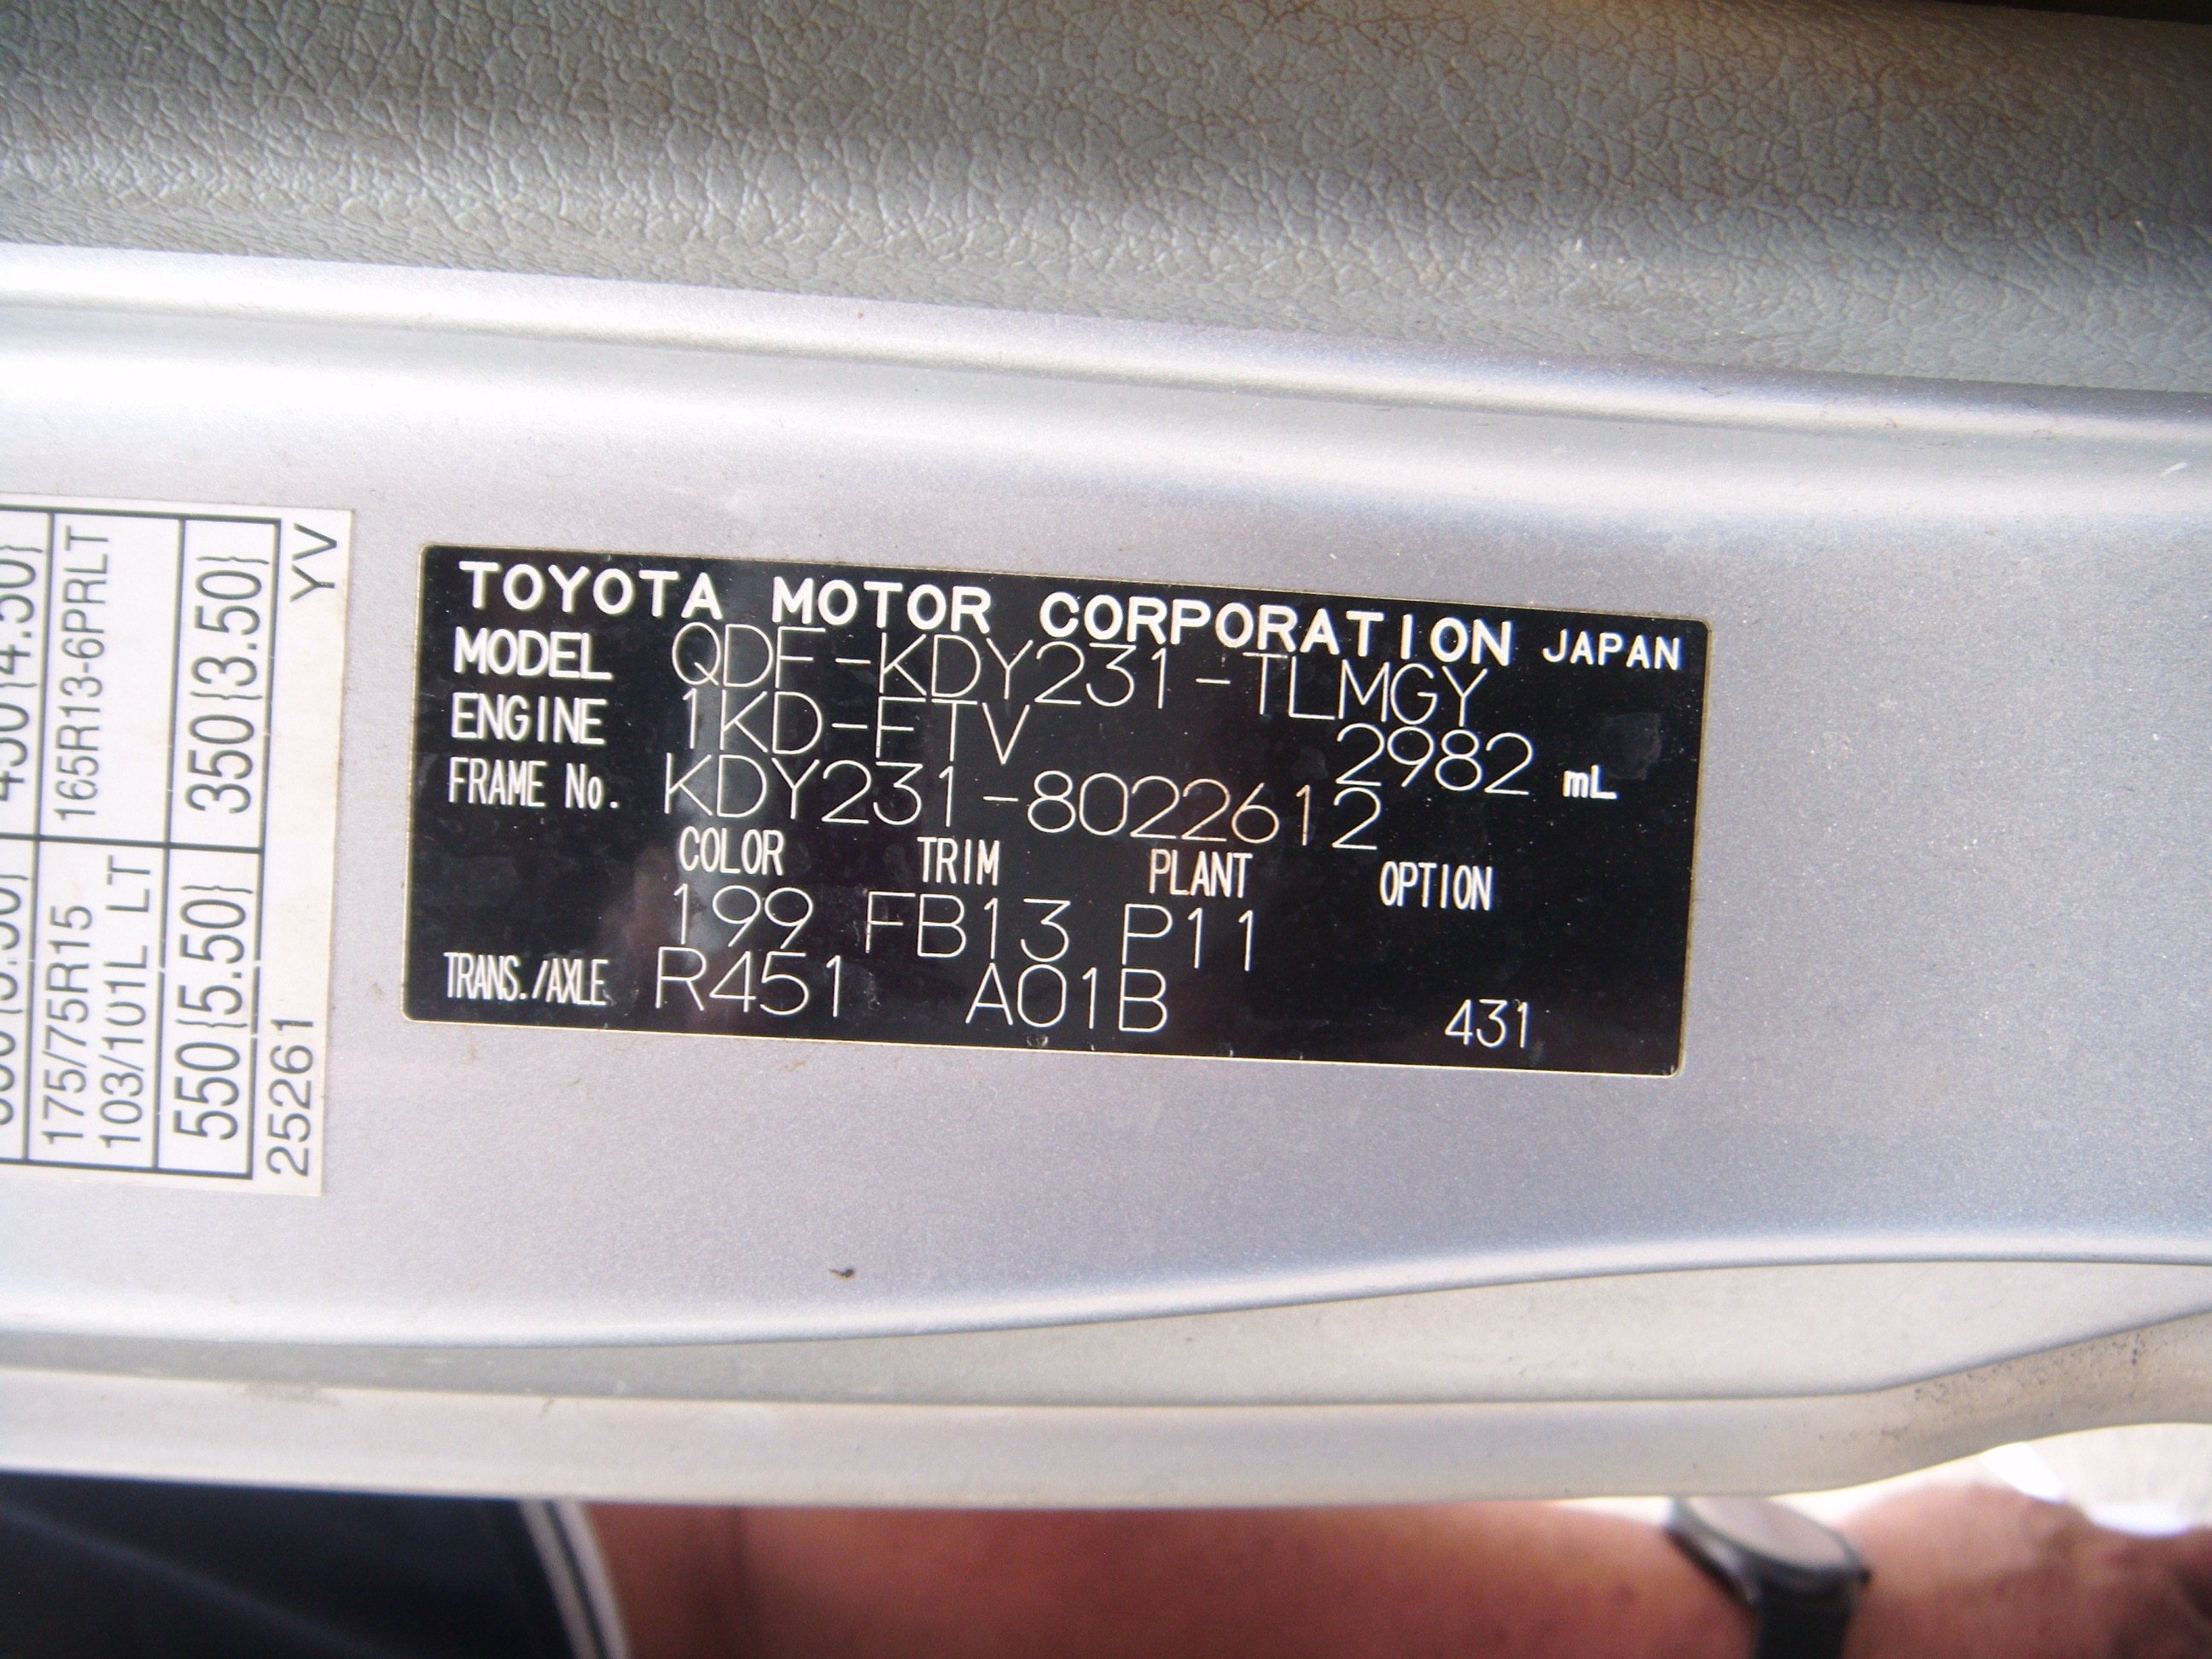 TOYOTA MOTOR CORPORATION JAPAN
MODEL QDF-KDY231-TLMGY
ENGINE 1KD-FTV 2982 mL
FRAME No. KDY231-8022612
COLOR TRIM PLANT OPTION
199 FB13 P11
TRANS./AXLE R451 A01B 431
165R13-6PRLT
350{3.50}
YV
175/75R15
103/101L LT
550{5.50}
25261